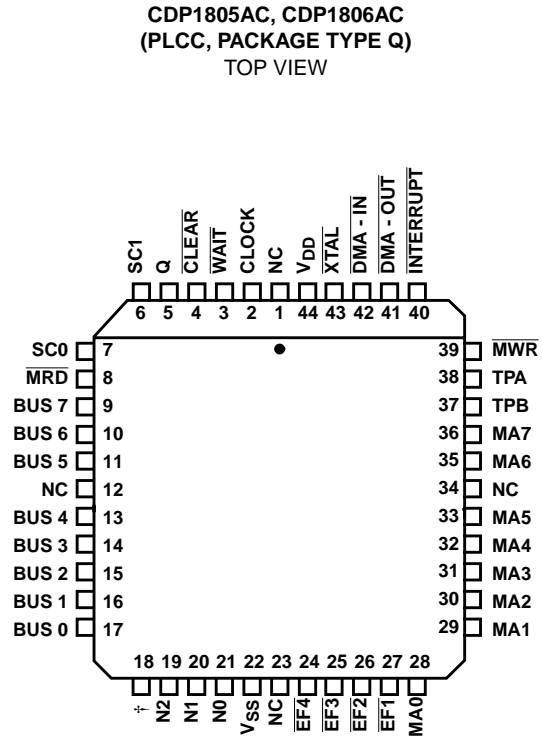 CDP1805AC, CDP1806AC
(PLCC, PACKAGE TYPE Q)
TOP VIEW
SC1 Q CLEAR WAIT CLOCK NC VDD XTAL DMA - IN DMA - OUT INTERRUPT
6 5 4 3 2 1 44 43 42 41 40
SC0 7 39 MWR
MRD 8 38 TPA
BUS 7 9 37 TPB
BUS 6 10 36 MA7
BUS 5 11 35 MA6
NC 12 34 NC
BUS 4 13 33 MA5
BUS 3 14 32 MA4
BUS 2 15 31 MA3
BUS 1 16 30 MA2
BUS 0 17 29 MA1
18 19 20 21 22 23 24 25 26 27 28
† N2 N1 N0 VSS NC EF4 EF3 EF2 EF1 MA0